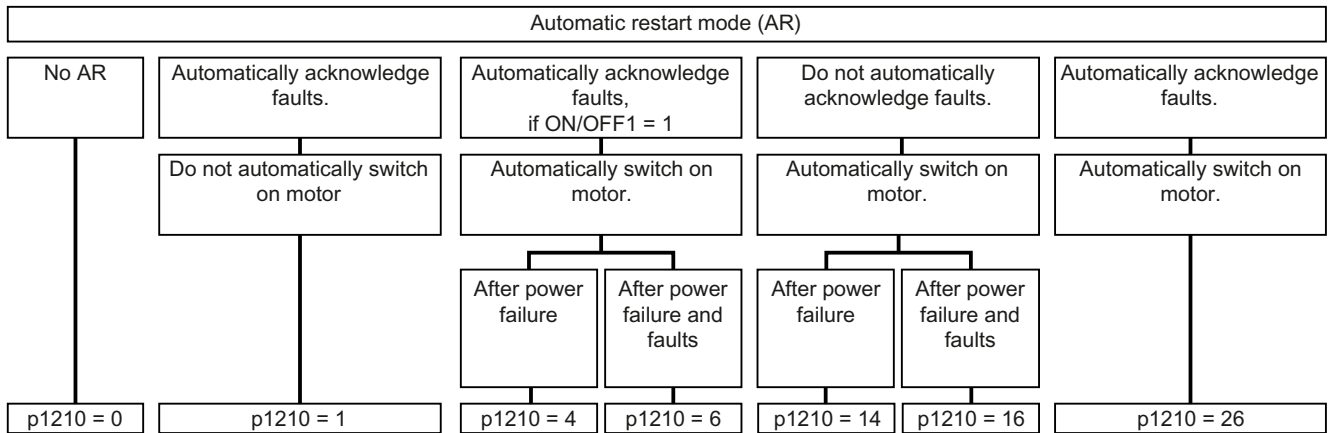 Automatic restart mode (AR)
No AR
Automatically acknowledge
faults.
Automatically acknowledge
faults,
if ON/OFF1 = 1
Do not automatically
acknowledge faults.
Automatically acknowledge
faults.
Do not automatically switch
on motor
Automatically switch on
motor.
Automatically switch on
motor.
Automatically switch on
motor.
After power
failure
After power
failure and
faults
After power
failure
After power
failure and
faults
p1210 = 0
p1210 = 1
p1210 = 4
p1210 = 6
p1210 = 14
p1210 = 16
p1210 = 26